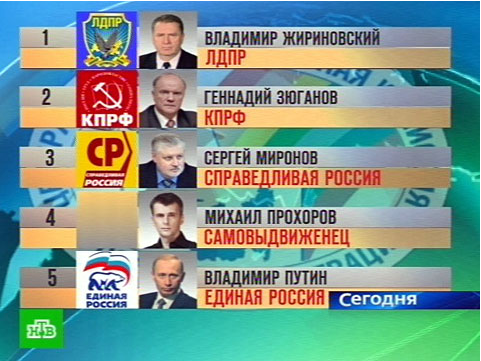 1
ЛДПР
ВЛАДИМИР ЖИРИНОВСКИЙ
ЛДПР
2
КПРФ
ГЕННАДИЙ ЗЮГАНОВ
КПРФ
3
СР
СПРАВЕДЛИВАЯ
РОССИЯ
СЕРГЕЙ МИРОНОВ
СПРАВЕДЛИВАЯ РОССИЯ
4
МИХАИЛ ПРОХОРОВ
САМОВЫДВИЖЕНЕЦ
5
ЕДИНАЯ
РОССИЯ
ВЛАДИМИР ПУТИН
ЕДИНАЯ РОССИЯ
Сегодня
НТВ